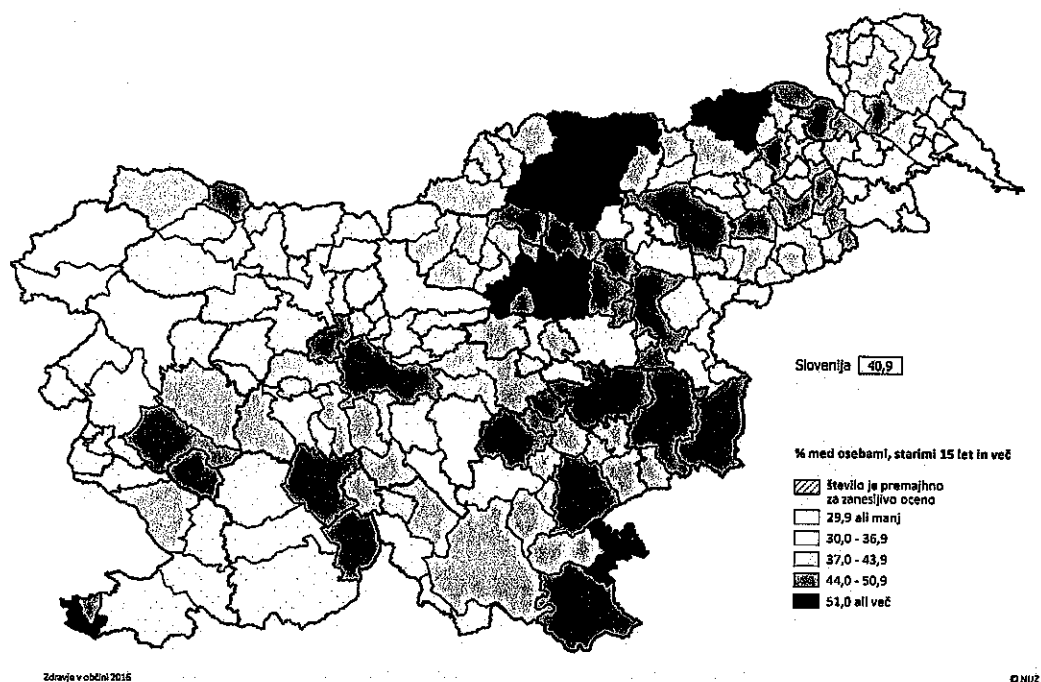 Slovenija 40,9
% med osebami, starimi 15 let in več
število je premajhno
za zanesljivo oceno
29,9 ali manj
30,0 - 36,9
37,0 - 43,9
44,0 - 50,9
51,0 ali več
Zdravje v občini 2016
© NIJZ